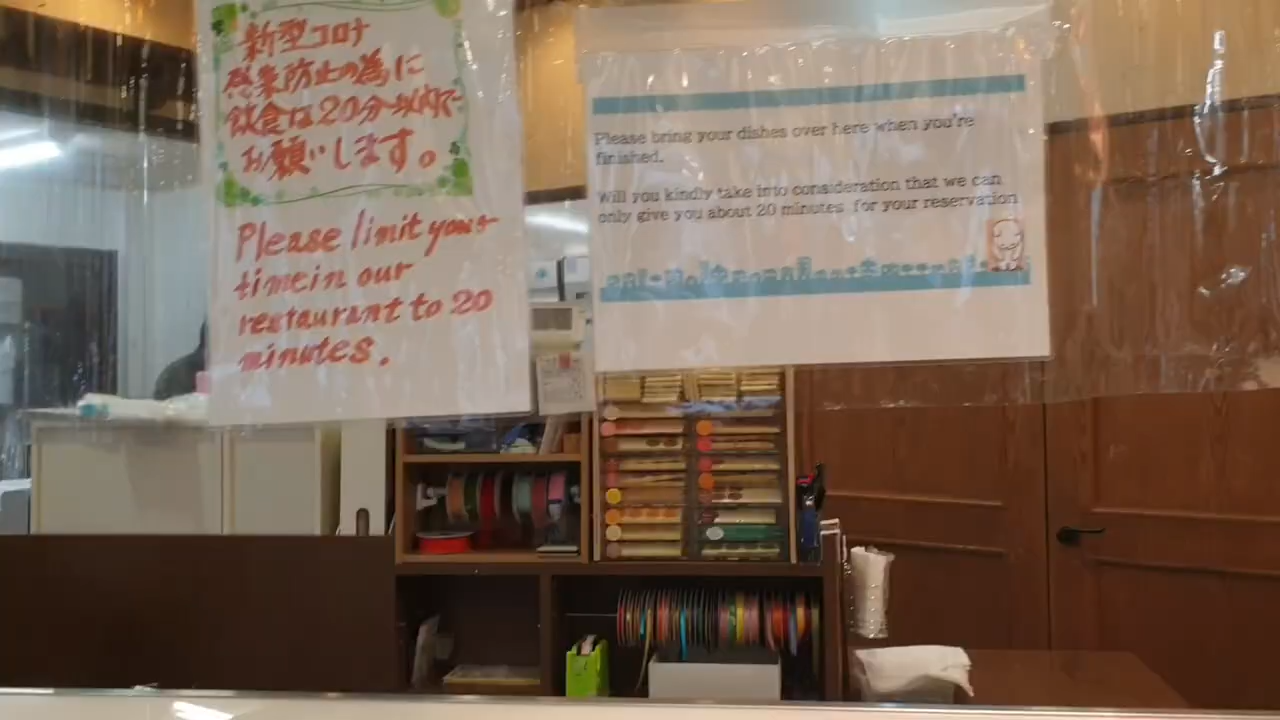 新型コロナ
感染防止の為に
飲食は20分以内で
お願いします。
Please limit your
time in our
restaurant to 20
minutes.
Please bring your dishes over here when you're
finished.
Will you kindly take into consideration that we can
only give you about 20 minutes for your reservation